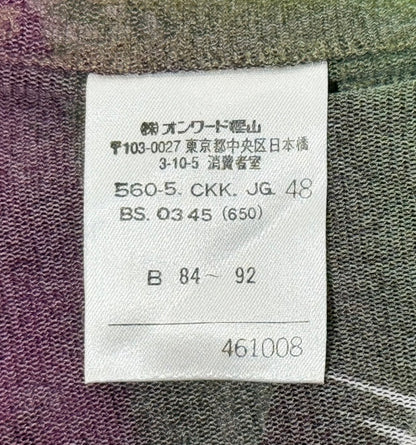 ㈱オンワード樫山
〒103-0027 東京都中央区日本橋
3-10-5 消費者室
560-5. CKK. JG. 48
BS. 0345 (650)
B 84~ 92
461008